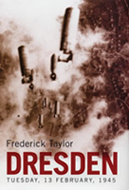 Frederick Taylor
DRESDEN
TUESDAY, 13 FEBRUARY, 1945